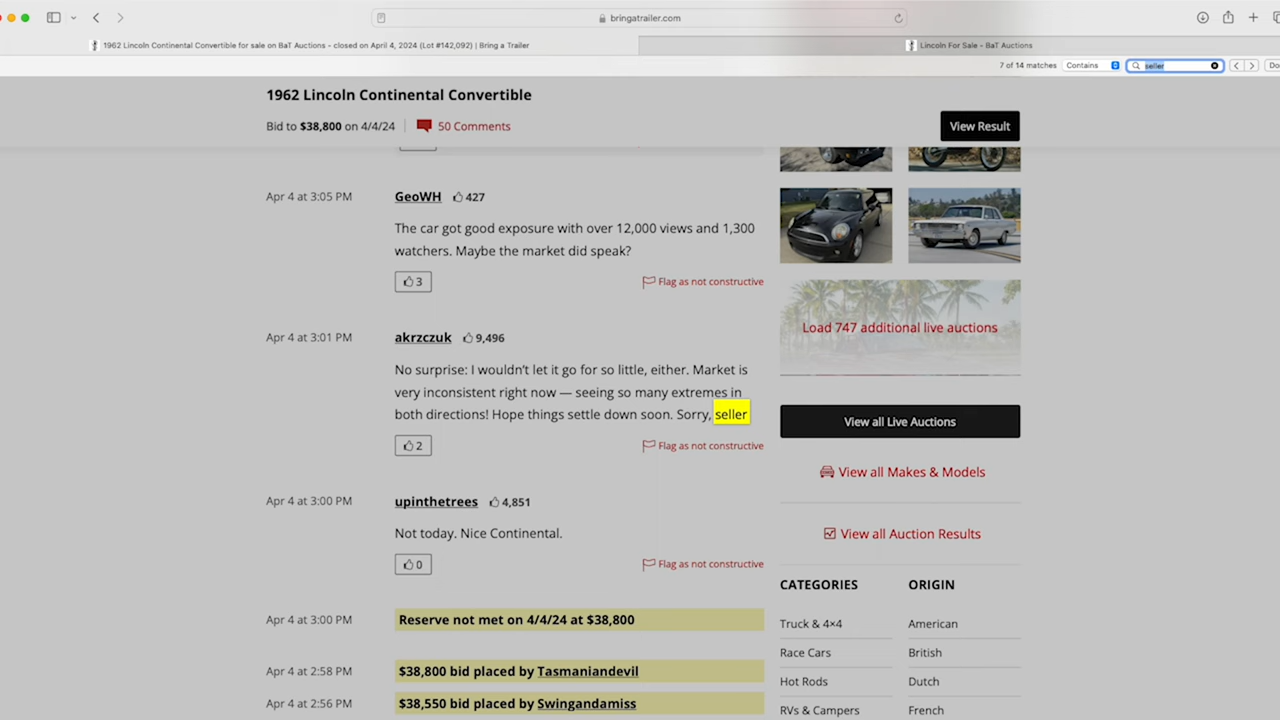 bringatrailer.com
1962 Lincoln Continental Convertible for sale on BaT Auctions - closed on April 4, 2024 (Lot #142,092) | Bring a Trailer
Lincoln For Sale - BaT Auctions
7 of 14 matches
Contains
seller
1962 Lincoln Continental Convertible
Bid to $38,800 on 4/4/24
50 Comments
View Result
Apr 4 at 3:05 PM
GeoWH 427
The car got good exposure with over 12,000 views and 1,300
watchers. Maybe the market did speak?
3
Flag as not constructive
Apr 4 at 3:01 PM
akrzczuk 9,496
No surprise: I wouldn't let it go for so little, either. Market is
very inconsistent right now — seeing so many extremes in
both directions! Hope things settle down soon. Sorry, seller
2
Flag as not constructive
Apr 4 at 3:00 PM
upinthetrees 4,851
Not today. Nice Continental.
0
Flag as not constructive
Apr 4 at 3:00 PM
Reserve not met on 4/4/24 at $38,800
Apr 4 at 2:58 PM
$38,800 bid placed by Tasmaniandevil
Apr 4 at 2:56 PM
$38,550 bid placed by Swingandamiss
Load 747 additional live auctions
View all Live Auctions
View all Makes & Models
View all Auction Results
CATEGORIES
Truck & 4×4
Race Cars
Hot Rods
RVs & Campers
ORIGIN
American
British
Dutch
French